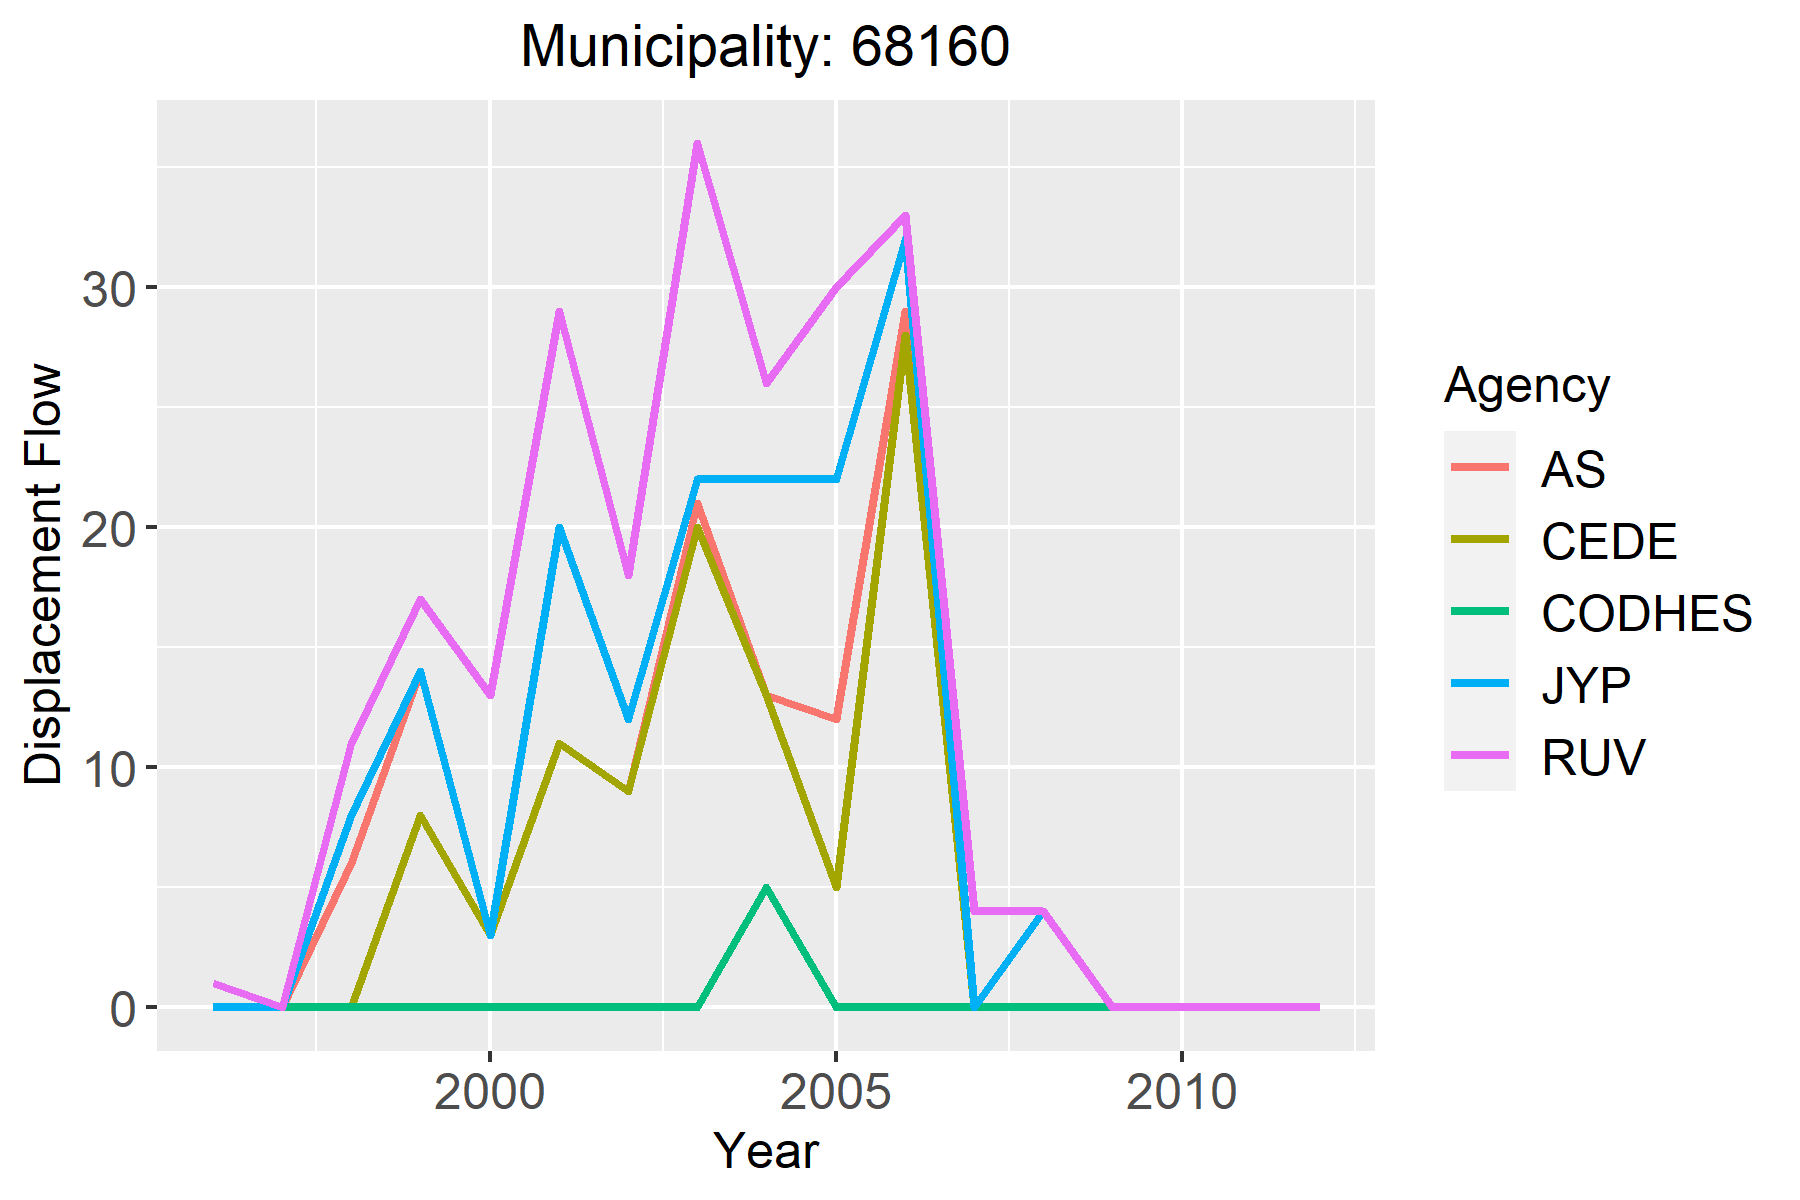 Municipality: 68160
Displacement Flow
30
20
10
0
2000 2005 2010
Year
Agency
AS
CEDE
CODHES
JYP
RUV